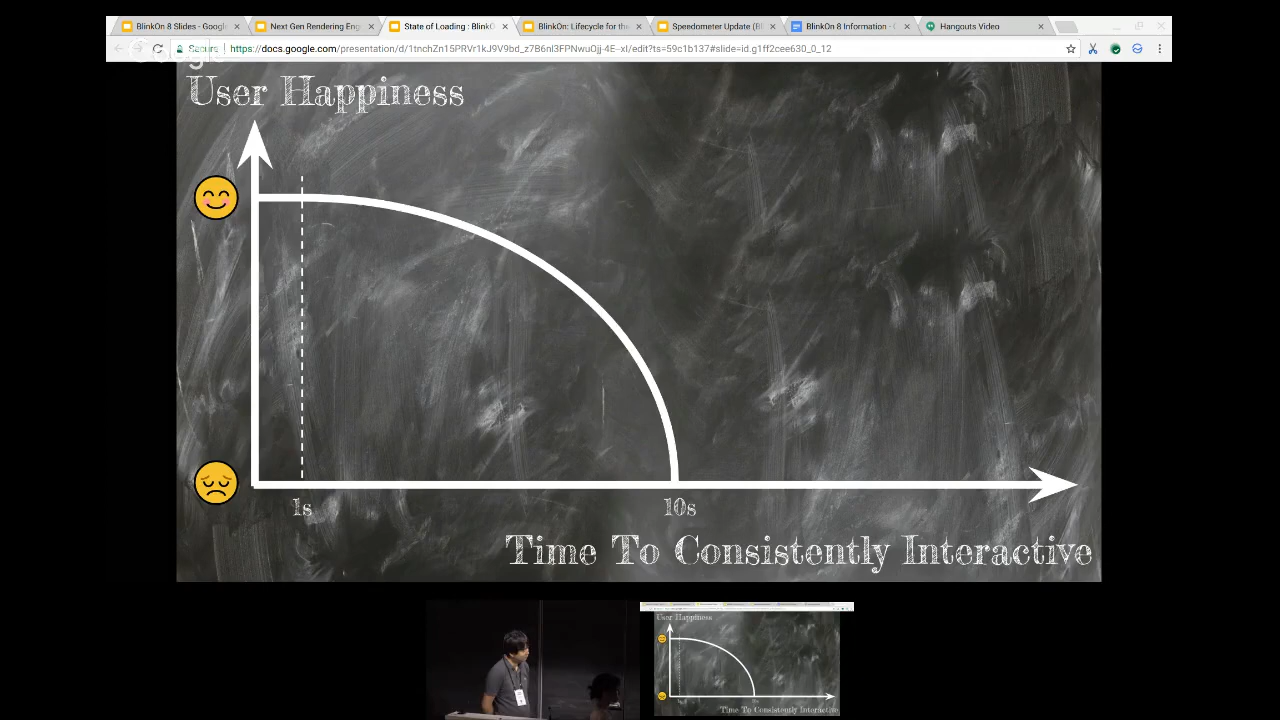 BlinkOn 8 Slides - Google
Next Gen Rendering Eng
State of Loading : BlinkO
BlinkOn: Lifecycle for the
Speedometer Update (Bl
BlinkOn 8 Information - G
Hangouts Video
Secure
https://docs.google.com/presentation/d/1tnchZn15PRVr1kJ9V9bd_z7B6nI3FPNwuOjj-4E-xI/edit?ts=59c1b137#slide=id.g1ff2cee630_0_12
User Happiness
1s
10s
Time To Consistently Interactive
User Happiness
Time To Consistently Interactive